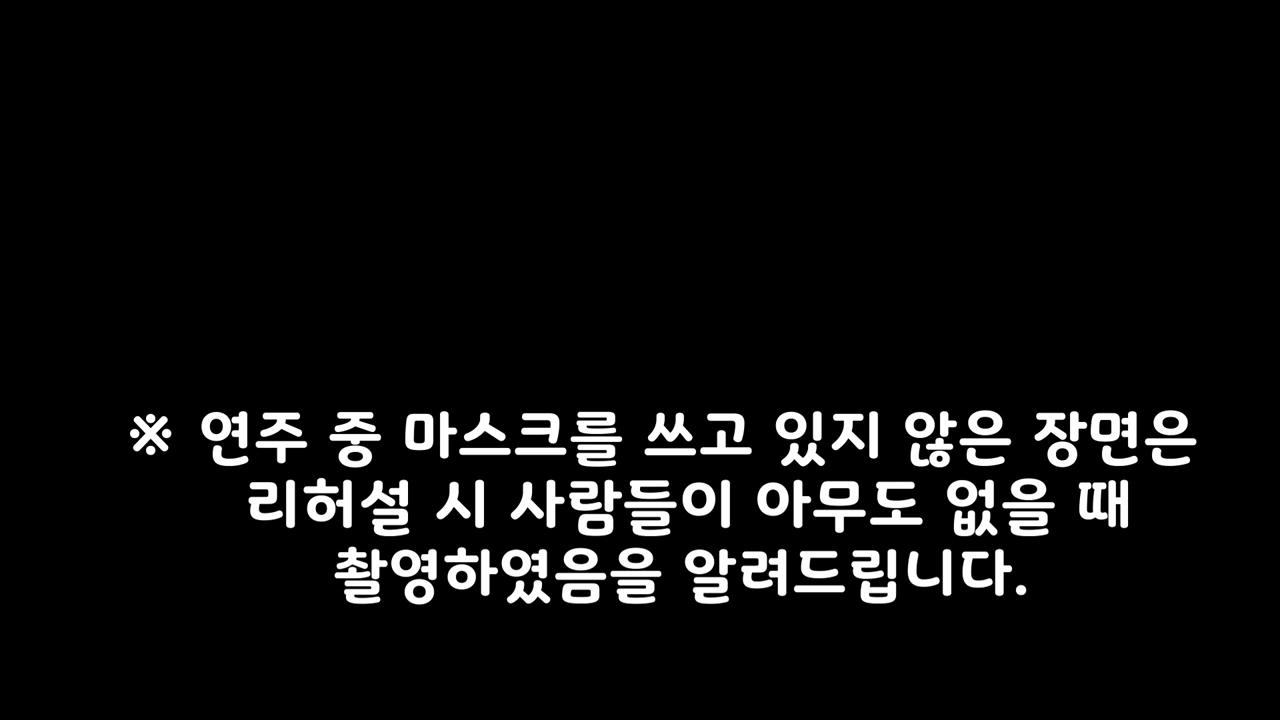 ※ 연주 중 마스크를 쓰고 있지 않은 장면은
리허설 시 사람들이 아무도 없을 때
촬영하였음을 알려드립니다.